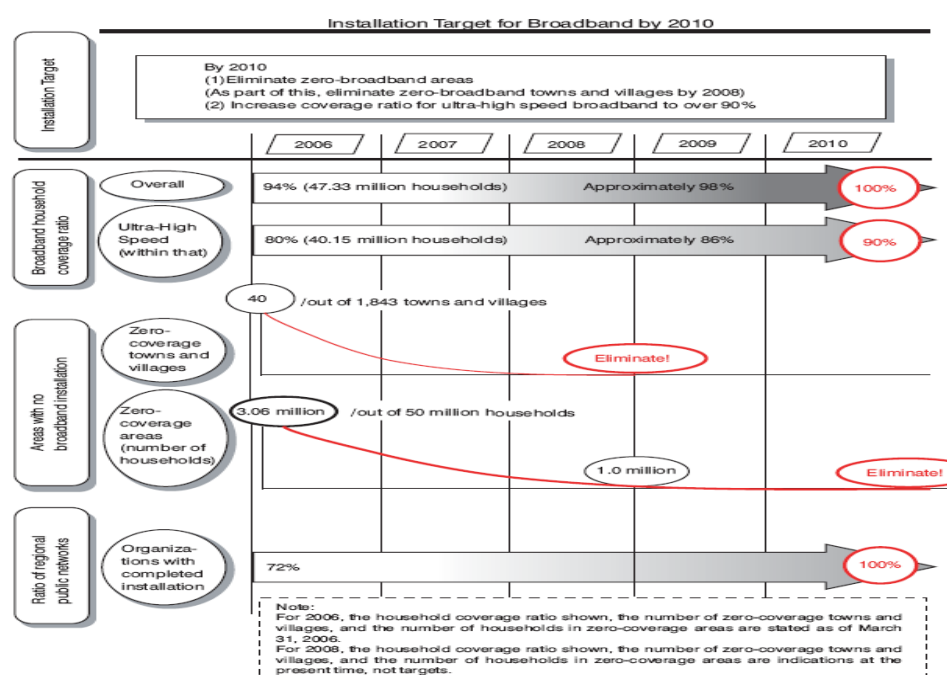 Installation Target for Broadband by 2010
Installation Target
By 2010
(1)Eliminate zero-broadband areas
(As part of this, eliminate zero-broadband towns and villages by 2008)
(2) Increase coverage ratio for ultra-high speed broadband to over 90%
2006 2007 2008 2009 2010
Broadband household
coverage ratio
Overall
94% (47.33 million households) Approximately 98% 100%
Ultra-High
Speed
(within that)
80% (40.15 million households) Approximately 86% 90%
Areas with no
broadband installation
Zero-
coverage
towns and
villages
40 /out of 1,843 towns and villages
Eliminate!
Zero-
coverage
areas
(number of
households)
3.06 million /out of 50 million households
1.0 million
Eliminate!
Ratio of regional
public networks
Organiza-
tions with
completed
installation
72% 100%
Note:
For 2006, the household coverage ratio shown, the number of zero-coverage towns and
villages, and the number of households in zero-coverage areas are stated as of March
31, 2006.
For 2008, the household coverage ratio shown, the number of zero-coverage towns and
villages, and the number of households in zero-coverage areas are indications at the
present time, not targets.